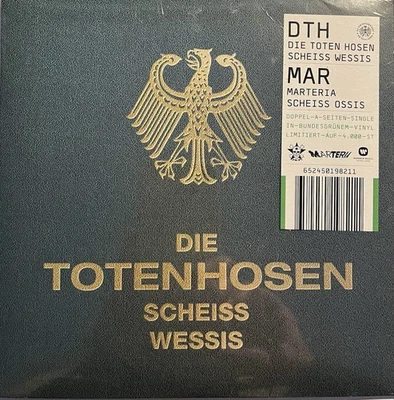 DIE
TOTENHOSEN
SCHEISS
WESSIS
DTH
DIE TOTEN HOSEN
SCHEISS WESSIS
MAR
MARTERIA
SCHEISS OSSIS
DOPPEL-A-SEITEN-SINGLE
IN-BUNDESGRÜNEM-VINYL
LIMITIERT-AUF-4.000-ST
652450198211